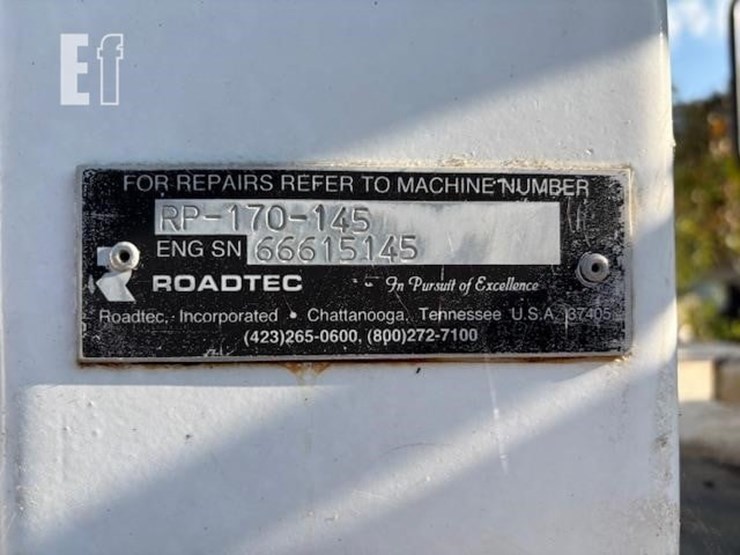 Ef
FOR REPAIRS REFER TO MACHINE NUMBER
RP-170-145
ENG SN 66615145
ROADTEC In Pursuit of Excellence
Roadtec, Incorporated • Chattanooga, Tennessee U.S.A. 37405
(423)265-0600, (800)272-7100